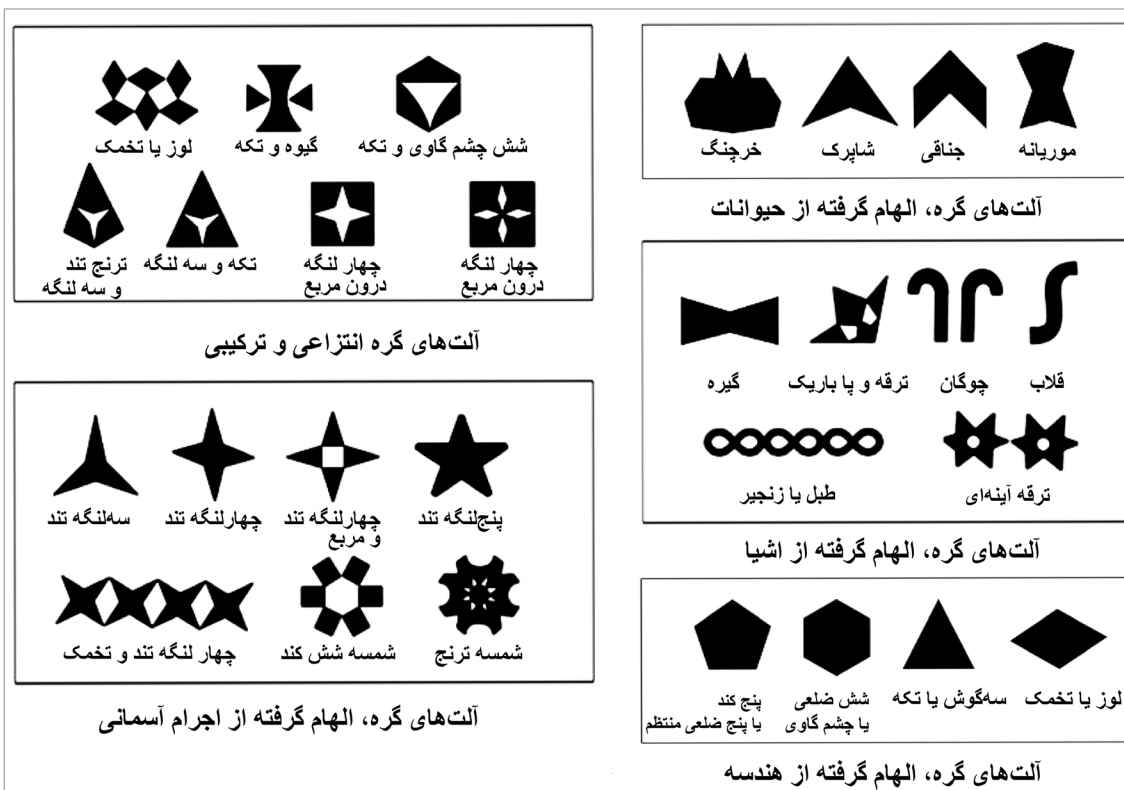 خرچنگ شاپرک جناقی موریانه
آلت‌های گره، الهام گرفته از حیوانات
گیره ترقه و پا باریک چوگان قلاب
طبل یا زنجیر ترقه آینه‌ای
آلت‌های گره، الهام گرفته از اشیا
لوز یا تخمک
سه‌گوش یا تکه
شش ضلعی
یا چشم گاوی
پنج کند
یا پنج ضلعی منتظم
آلت‌های گره، الهام گرفته از هندسه
شش چشم گاوی و تکه
گیوه و تکه
لوز یا تخمک
چهار لنگه
درون مربع
چهار لنگه
درون مربع
تکه و سه لنگه
ترنج تند
و سه لنگه
آلت‌های گره انتزاعی و ترکیبی
پنج‌لنگه تند
چهارلنگه تند
و مربع
چهارلنگه تند
سه‌لنگه تند
شمسه ترنج
شمسه شش کند
چهار لنگه تند و تخمک
آلت‌های گره، الهام گرفته از اجرام آسمانی